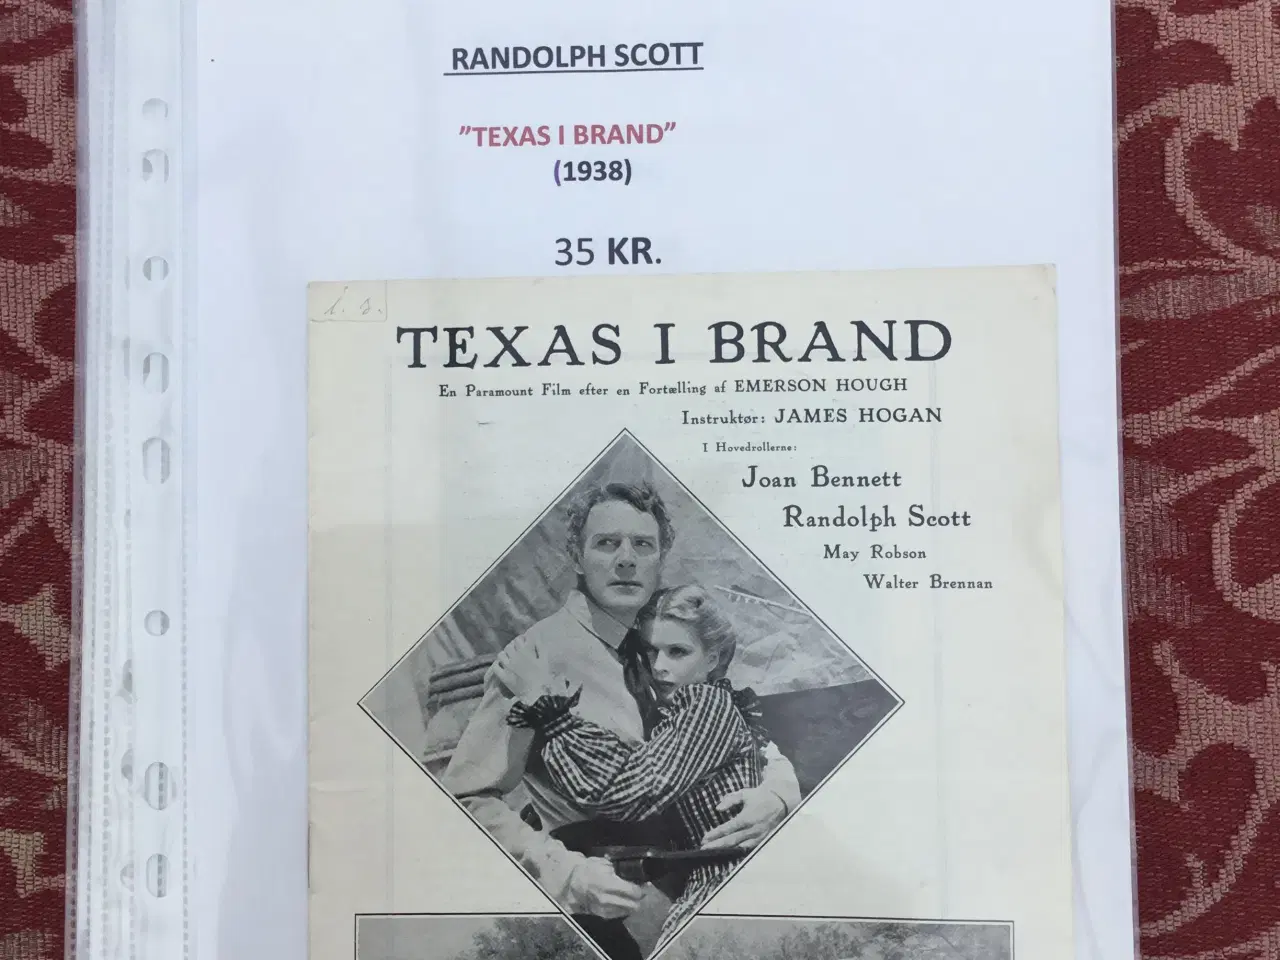 RANDOLPH SCOTT
"TEXAS I BRAND"
(1938)
35 KR.
TEXAS I BRAND
En Paramount Film efter en Fortælling af EMERSON HOUGH
Instruktør: JAMES HOGAN
I Hovedrollerne:
Joan Bennett
Randolph Scott
May Robson
Walter Brennan